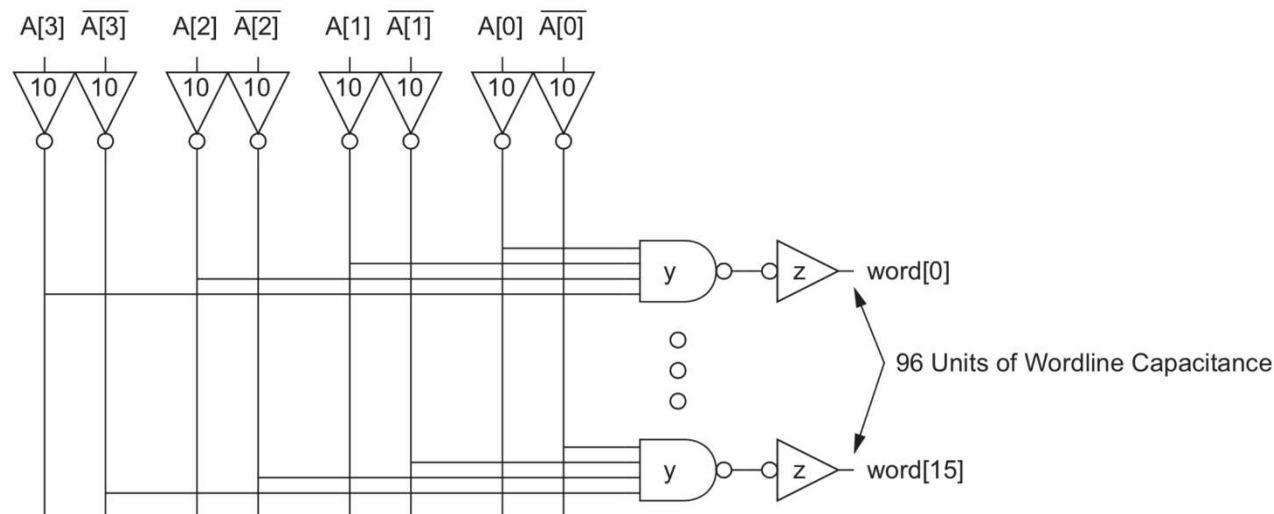 A[3] A̅[̅3̅]̅ A[2] A̅[̅2̅]̅ A[1] A̅[̅1̅]̅ A[0] A̅[̅0̅]̅
10 10 10 10 10 10 10 10
y z word[0]
96 Units of Wordline Capacitance
y z word[15]